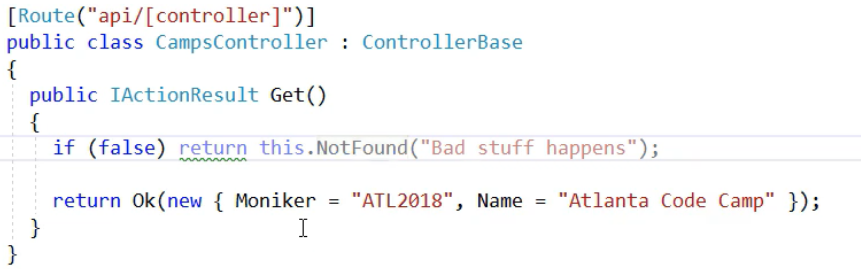 [Route("api/[controller]")]
public class CampsController : ControllerBase
{
public IActionResult Get()
{
if (false) return this.NotFound("Bad stuff happens");
return Ok(new { Moniker = "ATL2018", Name = "Atlanta Code Camp" });
}
}